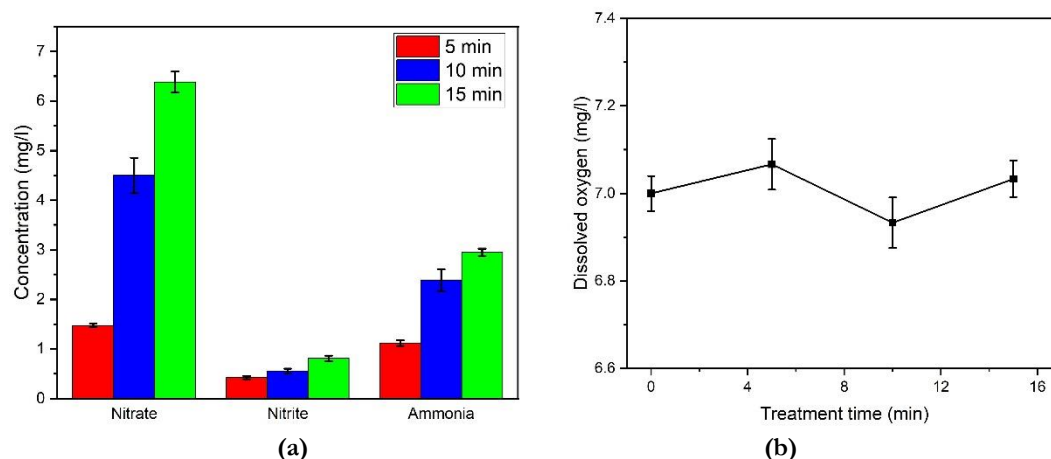 Concentration (mg/l)
7
6
5
4
3
2
1
0
5 min
10 min
15 min
Nitrate
Nitrite
Ammonia
(a)
Dissolved oxygen (mg/l)
7.4
7.2
7.0
6.8
6.6
0
4
8
12
16
Treatment time (min)
(b)